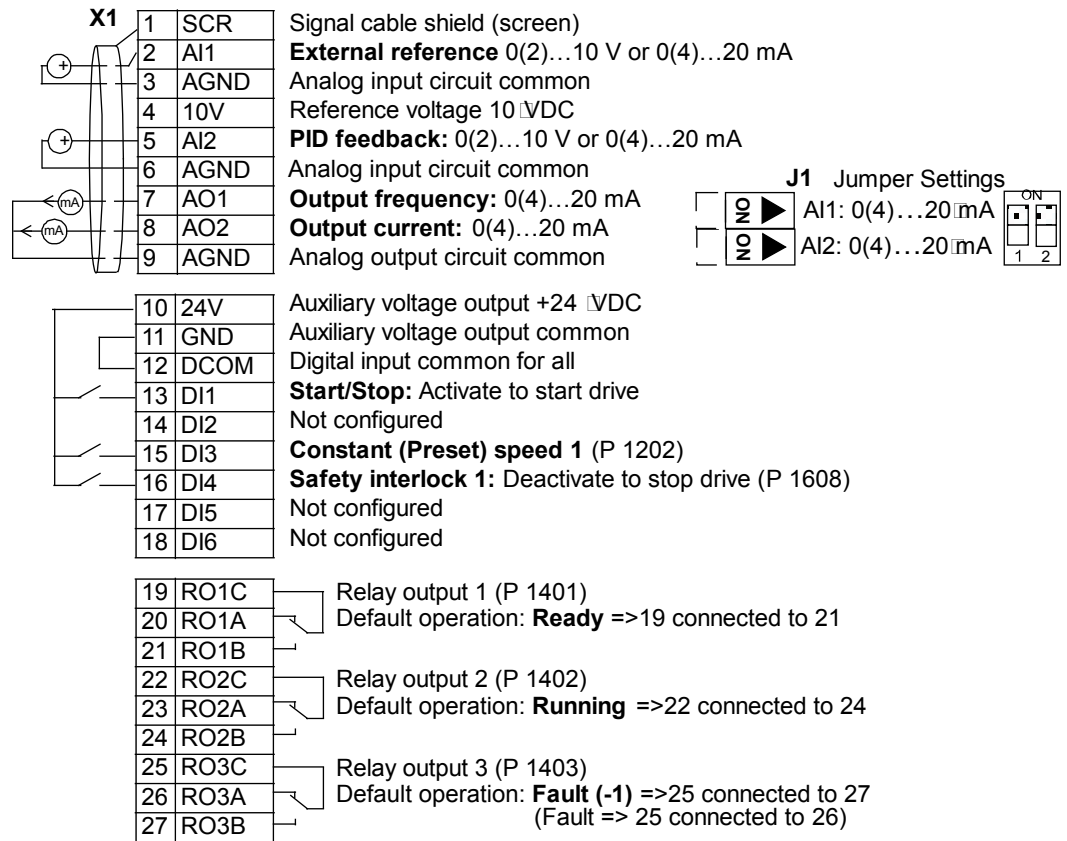 X1
1 SCR Signal cable shield (screen)
2 AI1 External reference 0(2)…10 V or 0(4)…20 mA
3 AGND Analog input circuit common
4 10V Reference voltage 10 VDC
5 AI2 PID feedback: 0(2)…10 V or 0(4)…20 mA
6 AGND Analog input circuit common
7 AO1 Output frequency: 0(4)…20 mA
8 AO2 Output current: 0(4)…20 mA
9 AGND Analog output circuit common
+
+
mA
mA
J1 Jumper Settings
ON AI1: 0(4)…20 mA
ON AI2: 0(4)…20 mA
ON
1 2
10 24V Auxiliary voltage output +24 VDC
11 GND Auxiliary voltage output common
12 DCOM Digital input common for all
13 DI1 Start/Stop: Activate to start drive
14 DI2 Not configured
15 DI3 Constant (Preset) speed 1 (P 1202)
16 DI4 Safety interlock 1: Deactivate to stop drive (P 1608)
17 DI5 Not configured
18 DI6 Not configured
19 RO1C Relay output 1 (P 1401)
20 RO1A Default operation: Ready =>19 connected to 21
21 RO1B
22 RO2C Relay output 2 (P 1402)
23 RO2A Default operation: Running =>22 connected to 24
24 RO2B
25 RO3C Relay output 3 (P 1403)
26 RO3A Default operation: Fault (-1) =>25 connected to 27
27 RO3B (Fault => 25 connected to 26)